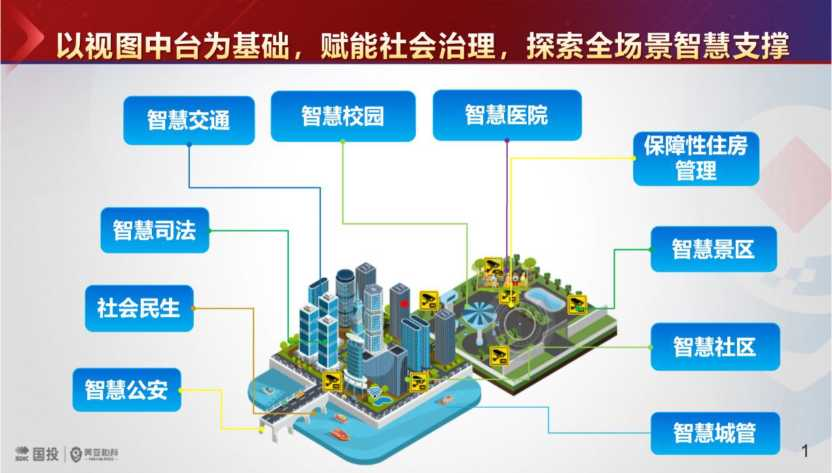 以视图中台为基础，赋能社会治理，探索全场景智慧支撑
智慧交通
智慧校园
智慧医院
保障性住房
管理
智慧司法
智慧景区
社会民生
智慧社区
智慧公安
智慧城管
SDIC 国投
1